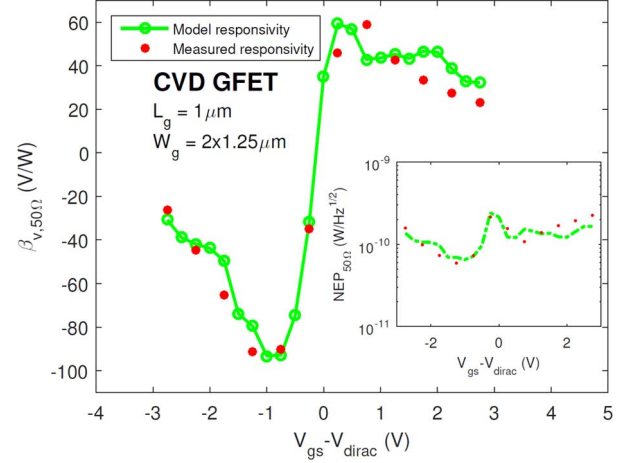 60
40
20
0
-20
-40
-60
-80
-100
β_v,50Ω (V/W)
Model responsivity
Measured responsivity
CVD GFET
L_g = 1μm
W_g = 2x1.25μm
10^-9
10^-10
10^-11
NEP_50Ω (W/Hz^1/2)
-2 0 2
V_gs-V_dirac (V)
-4 -3 -2 -1 0 1 2 3 4 5
V_gs-V_dirac (V)